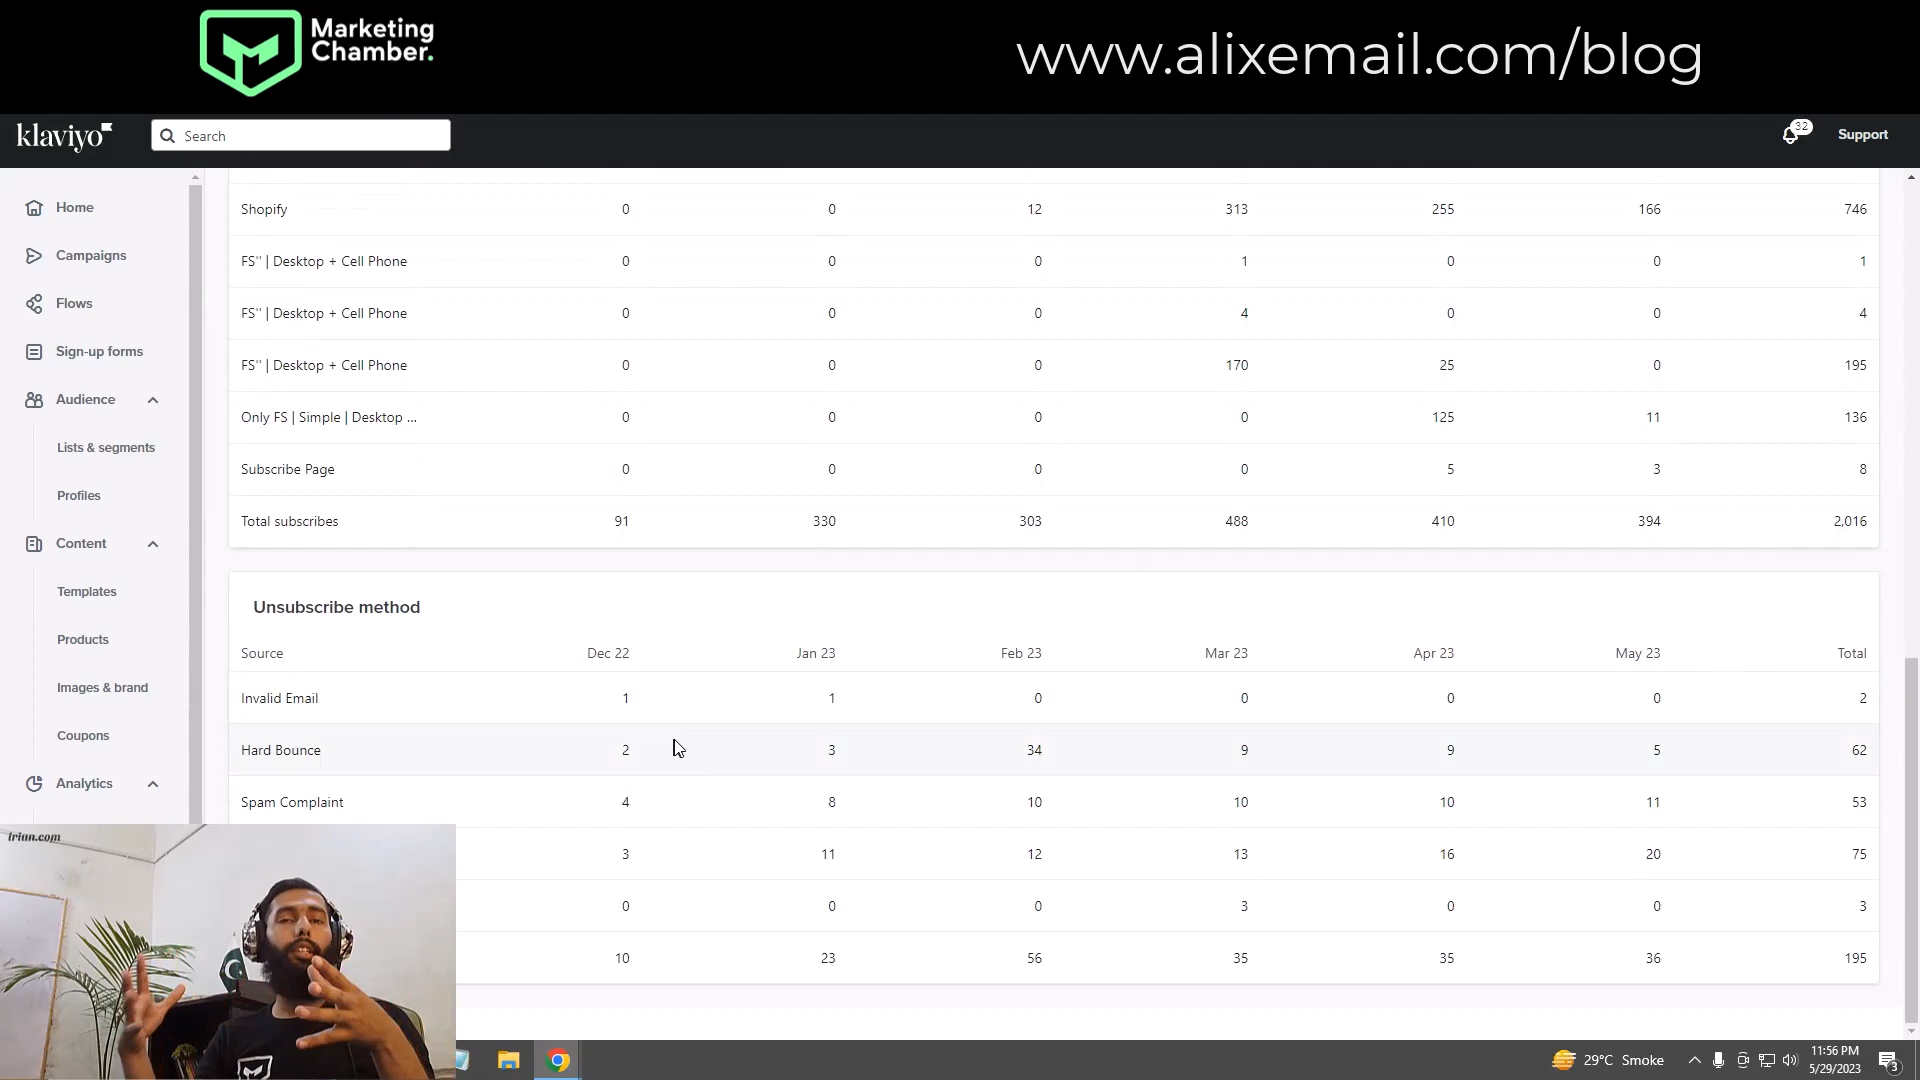 Marketing
Chamber.
www.alixemail.com/blog
klaviyo
Search
32
Support
Home
Campaigns
Flows
Sign-up forms
Audience
Lists & segments
Profiles
Content
Templates
Products
Images & brand
Coupons
Analytics
Shopify 0 0 12 313 255 166 746
FS" | Desktop + Cell Phone 0 0 0 1 0 0 1
FS" | Desktop + Cell Phone 0 0 0 4 0 0 4
FS" | Desktop + Cell Phone 0 0 0 170 25 0 195
Only FS | Simple | Desktop ... 0 0 0 0 125 11 136
Subscribe Page 0 0 0 0 5 3 8
Total subscribes 91 330 303 488 410 394 2,016
Unsubscribe method
Source Dec 22 Jan 23 Feb 23 Mar 23 Apr 23 May 23 Total
Invalid Email 1 1 0 0 0 0 2
Hard Bounce 2 3 34 9 9 5 62
Spam Complaint 4 8 10 10 10 11 53
3 11 12 13 16 20 75
0 0 0 3 0 0 3
10 23 56 35 35 36 195
iriun.com
29°C Smoke
11:56 PM
5/29/2023
3